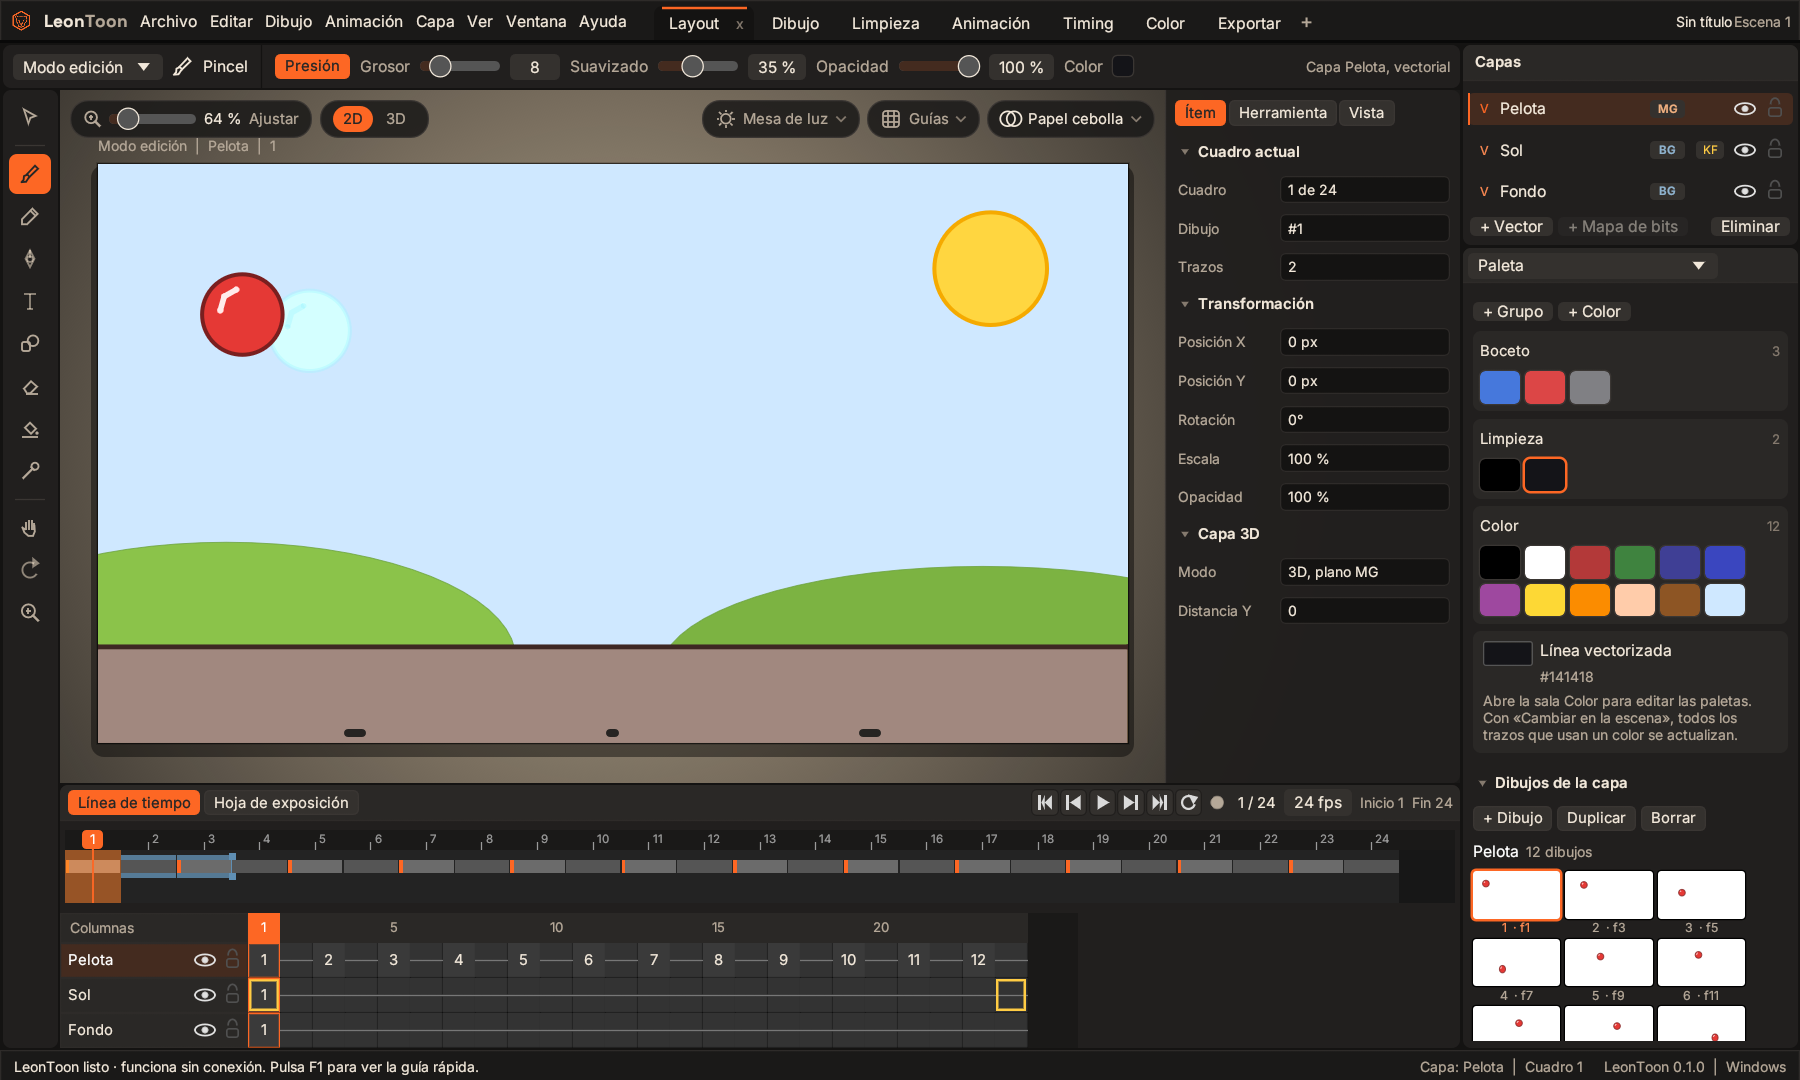 LeonToon Archivo Editar Dibujo Animación Capa Ver Ventana Ayuda Layout x Dibujo Limpieza Animación Timing Color Exportar + Sin título Escena 1
Modo edición Pincel Presión Grosor 8 Suavizado 35 % Opacidad 100 % Color Capa Pelota, vectorial
64 % Ajustar 2D 3D Mesa de luz Guías Papel cebolla
Modo edición | Pelota | 1
Ítem Herramienta Vista
Cuadro actual
Cuadro 1 de 24
Dibujo #1
Trazos 2
Transformación
Posición X 0 px
Posición Y 0 px
Rotación 0°
Escala 100 %
Opacidad 100 %
Capa 3D
Modo 3D, plano MG
Distancia Y 0
Capas
V Pelota MG
V Sol BG KF
V Fondo BG
+ Vector + Mapa de bits Eliminar
Paleta
+ Grupo + Color
Boceto 3
Limpieza 2
Color 12
Línea vectorizada
#141418
Abre la sala Color para editar las paletas.
Con «Cambiar en la escena», todos los
trazos que usan un color se actualizan.
Dibujos de la capa
+ Dibujo Duplicar Borrar
Pelota 12 dibujos
1 · f1 2 · f3 3 · f5
4 · f7 5 · f9 6 · f11
Línea de tiempo Hoja de exposición 1 / 24 24 fps Inicio 1 Fin 24
1 2 3 4 5 6 7 8 9 10 11 12 13 14 15 16 17 18 19 20 21 22 23 24
Columnas 1 5 10 15 20
Pelota 1 2 3 4 5 6 7 8 9 10 11 12
Sol 1
Fondo 1
LeonToon listo · funciona sin conexión. Pulsa F1 para ver la guía rápida. Capa: Pelota | Cuadro 1 LeonToon 0.1.0 | Windows